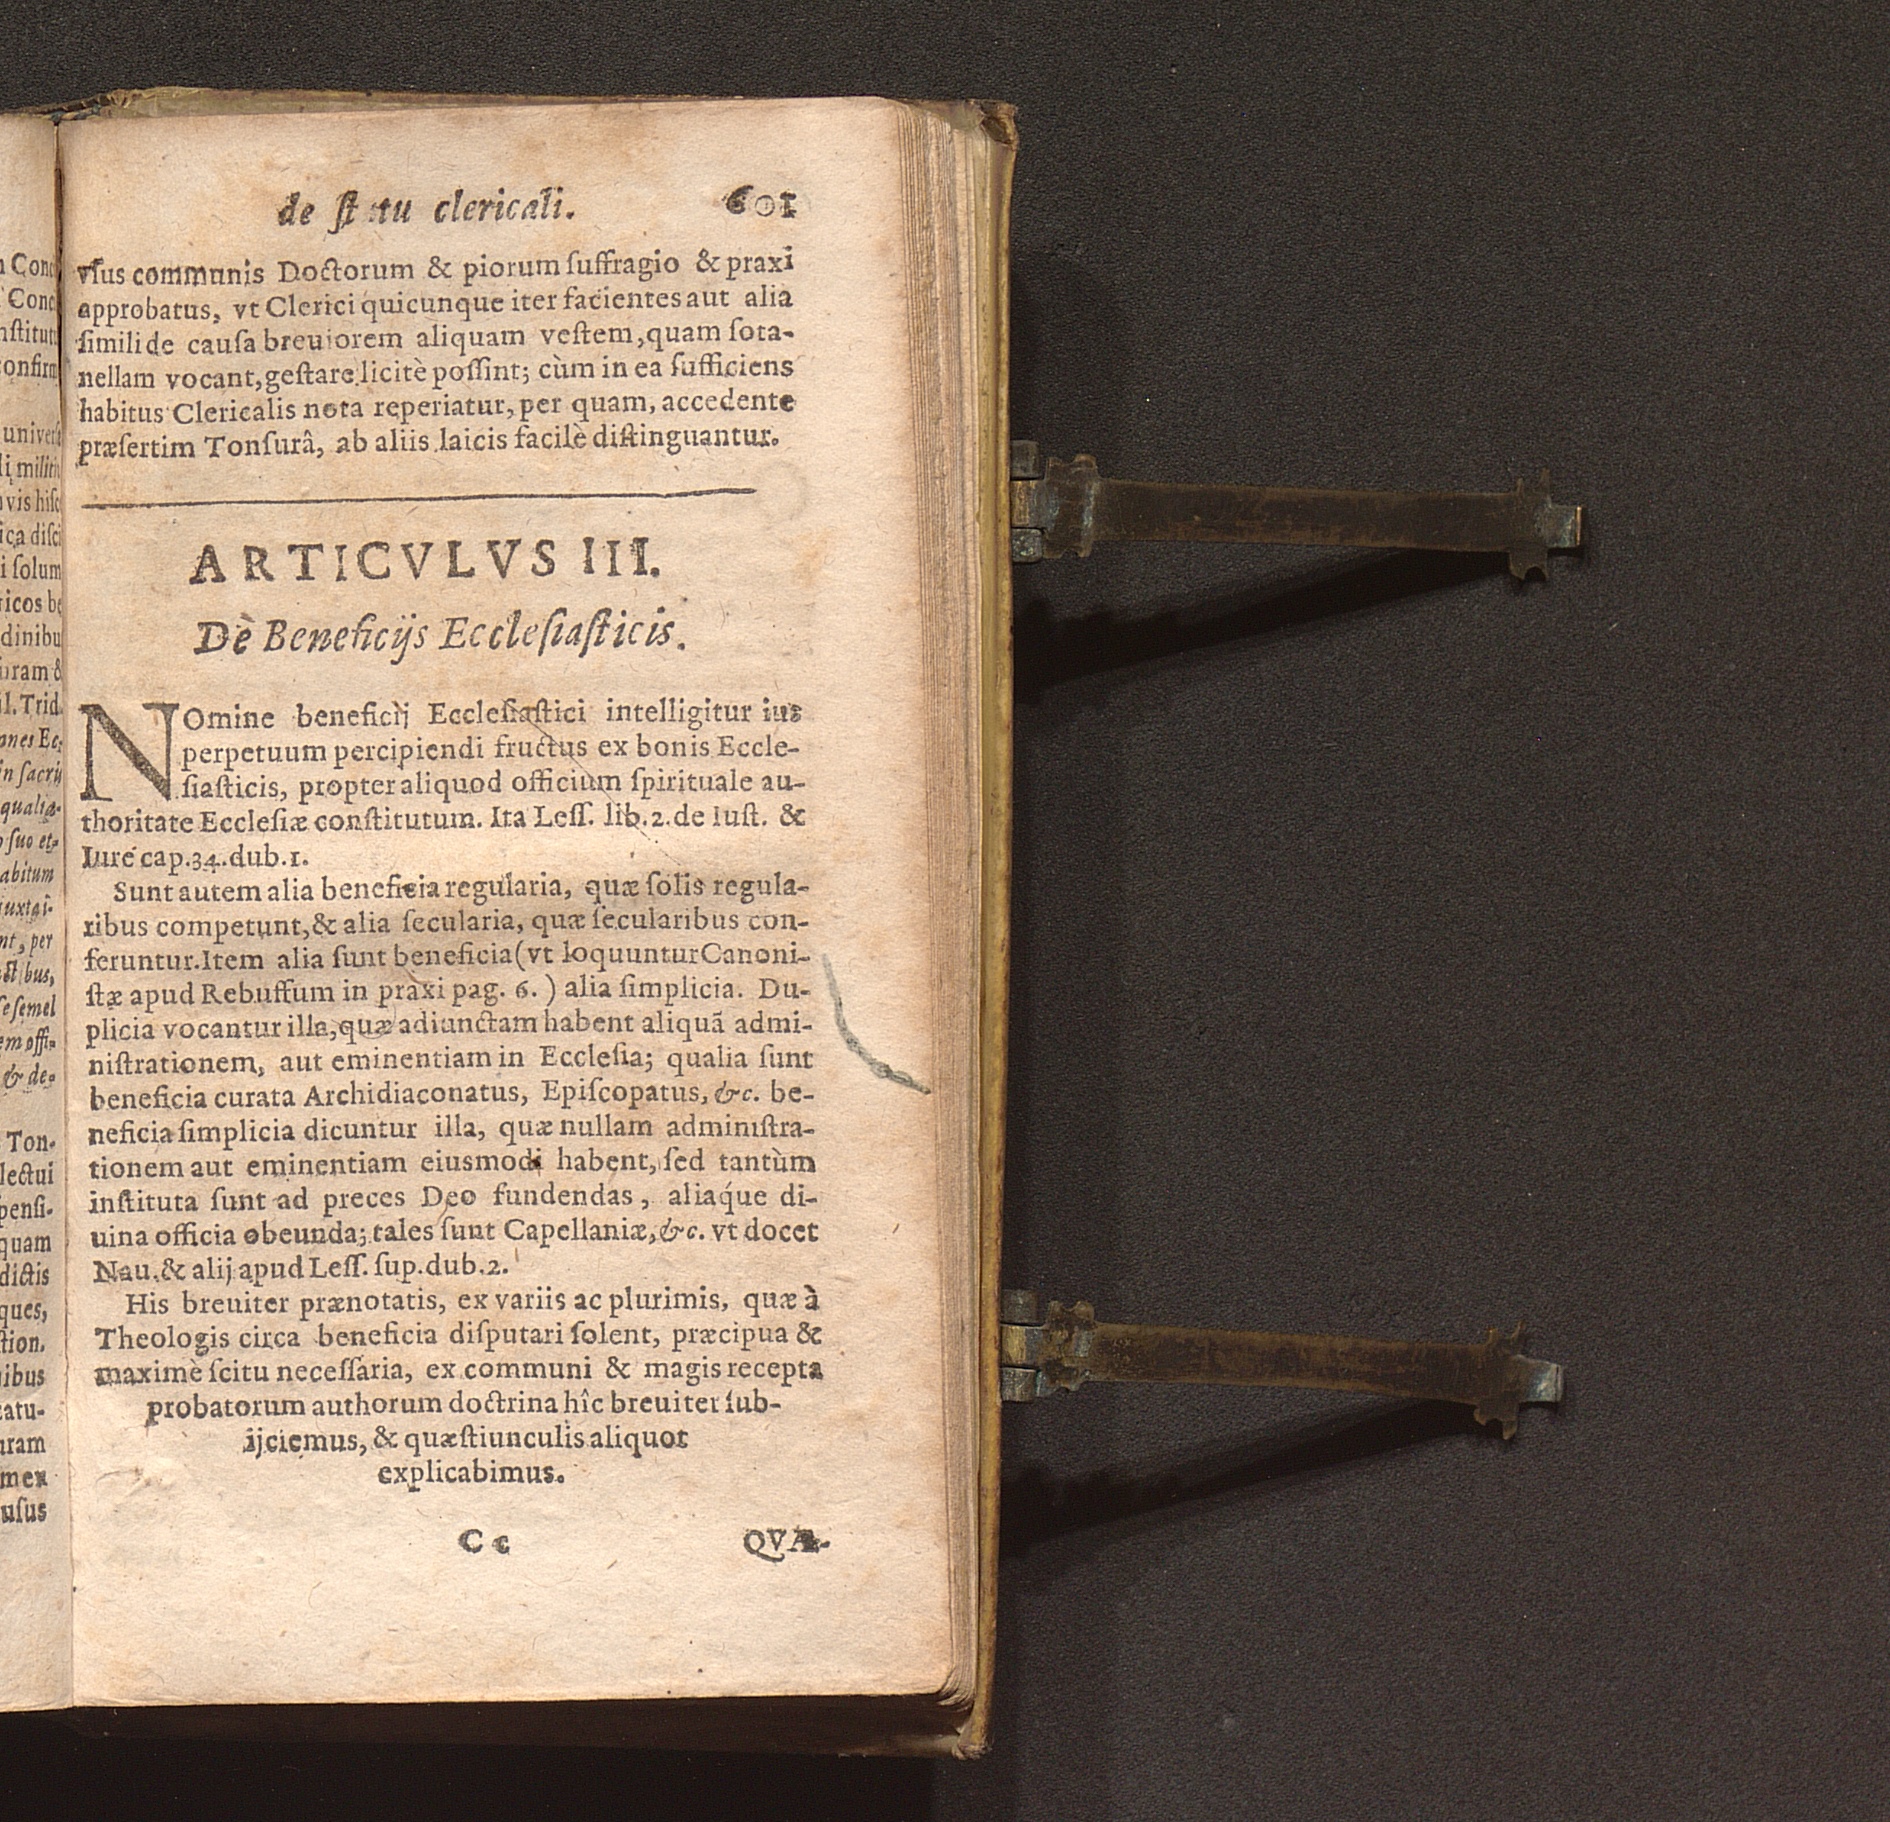 de ſtatu clericali. 601
vſus communis Doctorum & piorum ſuffragio & praxi
approbatus, vt Clerici quicunque iter facientes aut alia
ſimili de cauſa breuiorem aliquam veſtem, quam ſota-
nellam vocant, geſtare licitè poſſint; cùm in ea ſufficiens
habitus Clericalis nota reperiatur, per quam, accedente
præſertim Tonſurâ, ab aliis laicis facilè diſtinguantur.
ARTICVLVS III.
Dè Beneficijs Eccleſiaſticis.
NOmine beneficij Eccleſiaſtici intelligitur ius
perpetuum percipiendi fructus ex bonis Eccle-
ſiaſticis, propter aliquod officium ſpirituale au-
thoritate Eccleſiæ conſtitutum. Ita Leſſ. lib. 2. de Iuſt. &
Iure cap. 34. dub. 1.
Sunt autem alia beneficia regularia, quæ ſolis regula-
ribus competunt, & alia ſecularia, quæ ſecularibus con-
feruntur. Item alia ſunt beneficia (vt loquuntur Canoni-
ſtæ apud Rebuffum in praxi pag. 6.) alia ſimplicia. Du-
plicia vocantur illa, quæ adiunctam habent aliquã admi-
niſtrationem, aut eminentiam in Eccleſia; qualia ſunt
beneficia curata Archidiaconatus, Epiſcopatus, &c. be-
neficia ſimplicia dicuntur illa, quæ nullam adminiſtra-
tionem aut eminentiam eiusmodi habent, ſed tantùm
inſtituta ſunt ad preces Deo fundendas, aliaq́ue di-
uina officia obeunda; tales ſunt Capellaniæ, &c. vt docet
Nau. & alij apud Leſſ. ſup. dub. 2.
His breuiter prænotatis, ex variis ac plurimis, quæ à
Theologis circa beneficia diſputari ſolent, præcipua &
maximè ſcitu neceſſaria, ex communi & magis recepta
probatorum authorum doctrina hîc breuiter ſub-
ijciemus, & quæſtiunculis aliquot
explicabimus.
Cc QVÆ-